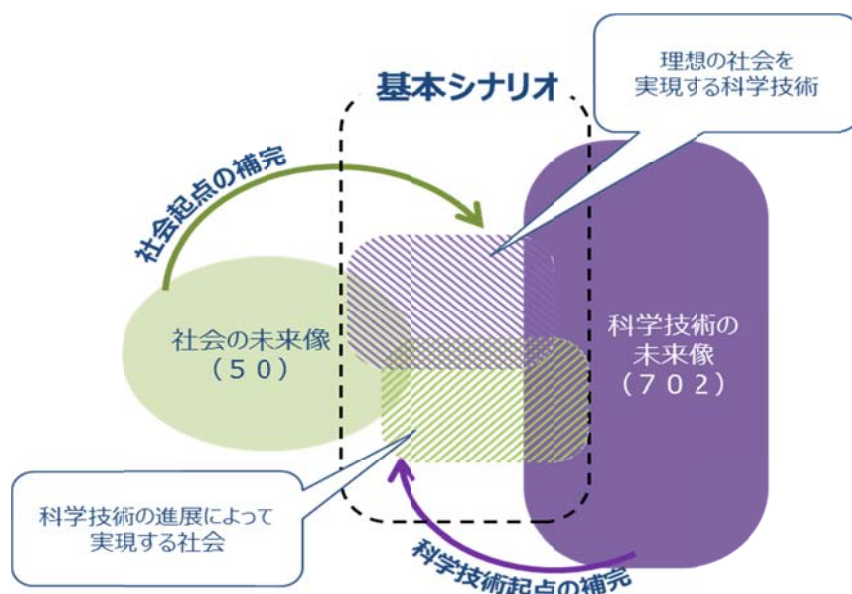 理想の社会を
実現する科学技術
基本シナリオ
社会起点の補完
社会の未来像
(50)
科学技術の
未来像
(702)
科学技術の進展によって
実現する社会
科学技術起点の補完